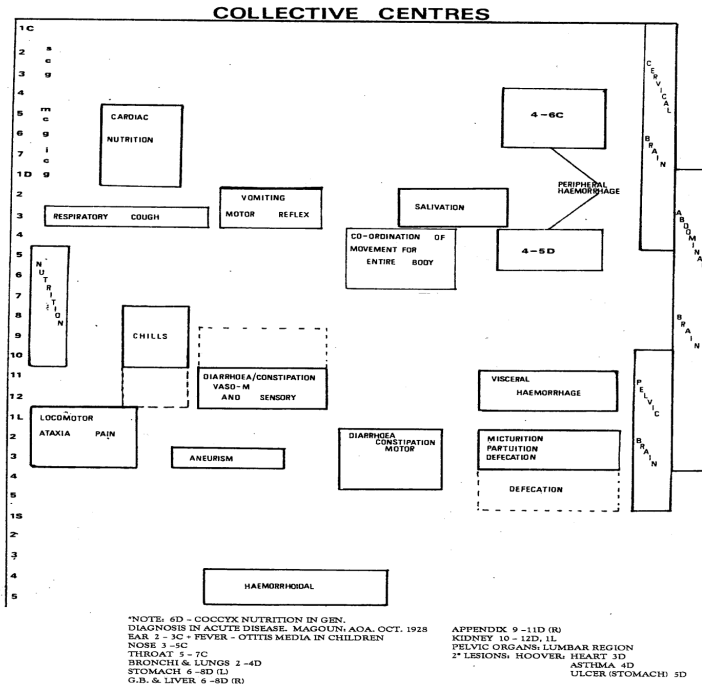 COLLECTIVE CENTRES
1C
2
3
4
5
6
7
1D
2
3
4
5
6
7
8
9
10
11
12
1L
2
3
4
5
1S
2
3
4
5
scg
mcg
icg
CARDIAC
NUTRITION
VOMITING
MOTOR REFLEX
RESPIRATORY COUGH
SALIVATION
4-6C
PERIPHERAL
HAEMORRHAGE
4-5D
CO-ORDINATION OF
MOVEMENT FOR
ENTIRE BODY
NUTRITION
CHILLS
DIARRHOEA/CONSTIPATION
VASO-M
AND SENSORY
VISCERAL
HAEMORRHAGE
LOCOMOTOR
ATAXIA PAIN
ANEURISM
DIARRHOEA
CONSTIPATION
MOTOR
MICTURITION
PARTUITION
DEFECATION
DEFECATION
HAEMORRHOIDAL
CERVICAL BRAIN
ABDOMINAL BRAIN
PELVIC BRAIN
*NOTE: 6D - COCCYX NUTRITION IN GEN.
DIAGNOSIS IN ACUTE DISEASE. MAGOUN: AOA. OCT. 1928
EAR 2 - 3C + FEVER - OTITIS MEDIA IN CHILDREN
NOSE 3 -5C
THROAT 5 - 7C
BRONCHI & LUNGS 2 -4D
STOMACH 6 -8D (L)
G.B. & LIVER 6 -8D (R)
APPENDIX 9 -11D (R)
KIDNEY 10 - 12D, 1L
PELVIC ORGANS: LUMBAR REGION
2° LESIONS: HOOVER: HEART 3D
ASTHMA 4D
ULCER (STOMACH) 5D